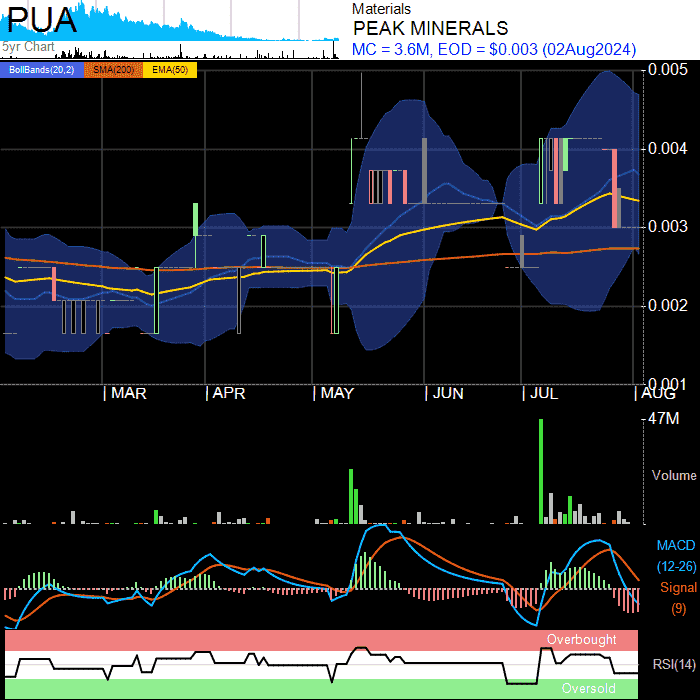 PUA
5yr Chart
Materials
PEAK MINERALS
MC = 3.6M, EOD = $0.003 (02Aug2024)
BollBands(20,2) SMA(200) EMA(50)
0.005
0.004
0.003
0.002
0.001
MAR APR MAY JUN JUL AUG
47M
Volume
MACD
(12-26)
Signal
(9)
Overbought
RSI(14)
Oversold